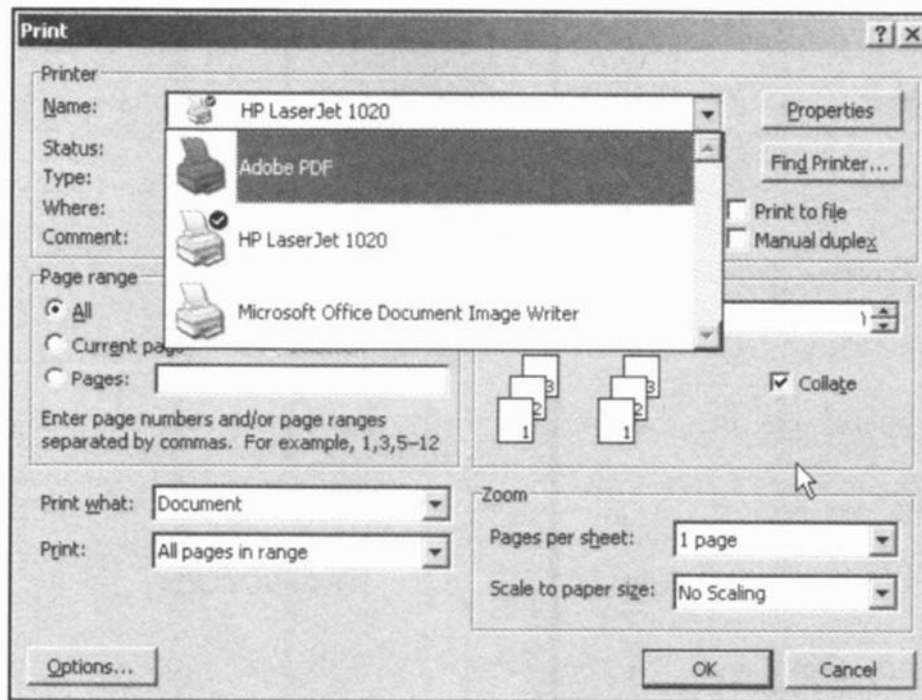 Print
Printer
Name:
HP LaserJet 1020
Properties
Adobe PDF
Status:
Find Printer...
Type:
Where:
Print to file
HP LaserJet 1020
Comment:
Manual duplex
Page range
All
Microsoft Office Document Image Writer
١
Current page
Pages:
Collate
3
2
1
3
2
1
Enter page numbers and/or page ranges
separated by commas. For example, 1,3,5–12
Print what:
Document
Zoom
Print:
All pages in range
Pages per sheet:
1 page
Scale to paper size:
No Scaling
Options...
OK
Cancel